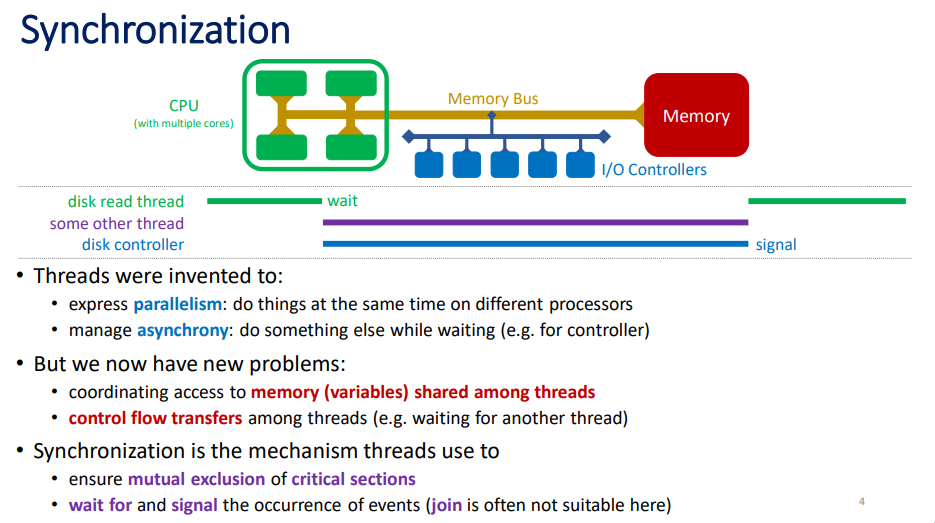 Synchronization
CPU
(with multiple cores)
Memory Bus
Memory
I/O Controllers
disk read thread
wait
some other thread
disk controller
signal
• Threads were invented to:
• express parallelism: do things at the same time on different processors
• manage asynchrony: do something else while waiting (e.g. for controller)
• But we now have new problems:
• coordinating access to memory (variables) shared among threads
• control flow transfers among threads (e.g. waiting for another thread)
• Synchronization is the mechanism threads use to
• ensure mutual exclusion of critical sections
• wait for and signal the occurrence of events (join is often not suitable here)
4